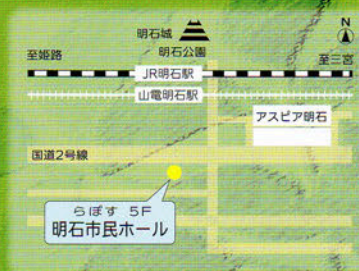 明石城
明石公園
N
至姫路
至三宮
JR明石駅
山電明石駅
アスピア明石
国道2号線
らぽす 5F
明石市民ホール